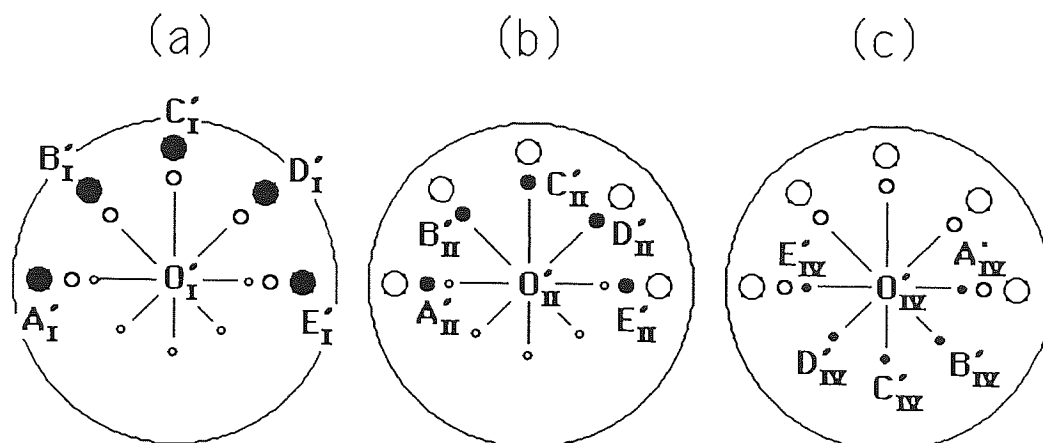 (a) (b) (c)
C'I
B'I D'I
O'I
A'I E'I
C'II
B'II D'II
O'II
A'II E'II
E'IV A'IV
O'IV
D'IV B'IV
C'IV